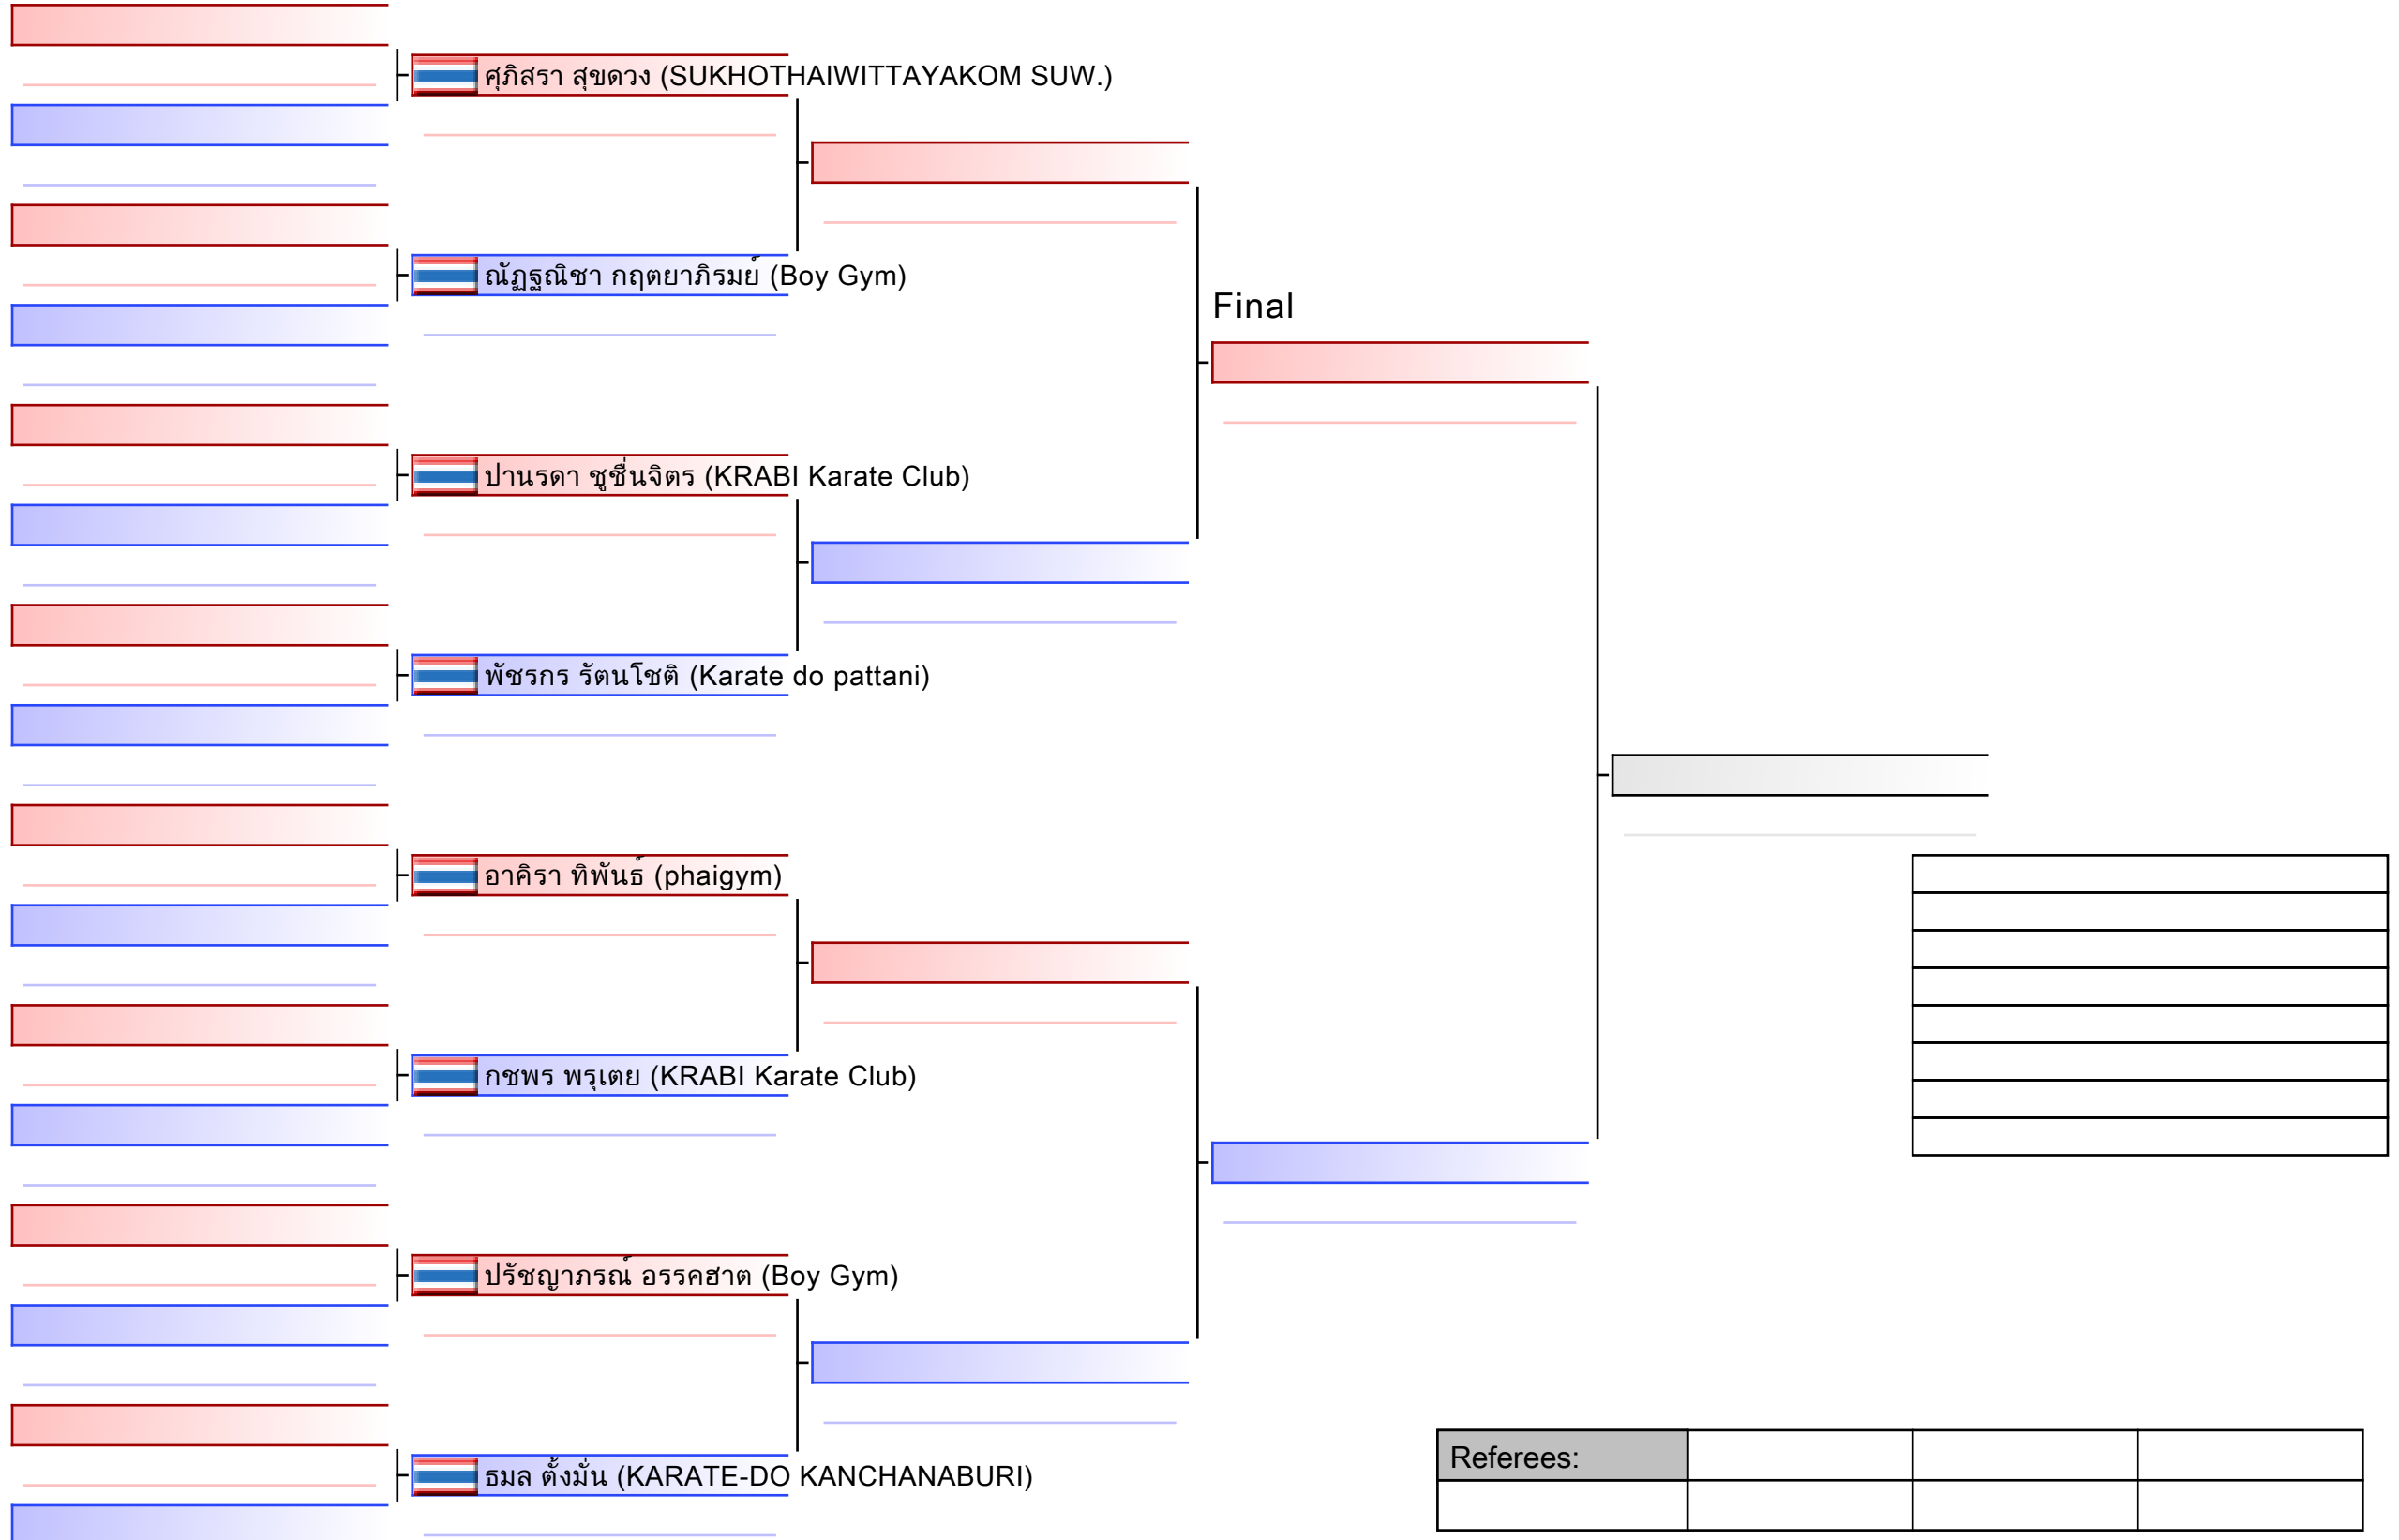 ศุภิสรา สุขดวง (SUKHOTHAIWITTAYAKOM SUW.)
ณัฏฐณิชา กฤตยาภิรมย์ (Boy Gym)
Final
ปานรดา ชูชื่นจิตร (KRABI Karate Club)
พัชรกร รัตนโชติ (Karate do pattani)
อาคิรา ทิพันธ์ (phaigym)
กชพร พรุเตย (KRABI Karate Club)
ปรัชญาภรณ์ อรรคฮาต (Boy Gym)
ธมล ตั้งมั่น (KARATE-DO KANCHANABURI)
Referees: